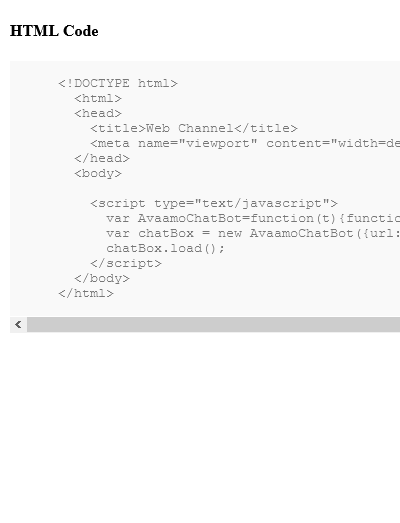 HTML Code
<!DOCTYPE html>
<html>
<head>
<title>Web Channel</title>
<meta name="viewport" content="width=de
</head>
<body>
<script type="text/javascript">
var AvaamoChatBot=function(t){functio
var chatBox = new AvaamoChatBot({url:
chatBox.load();
</script>
</body>
</html>